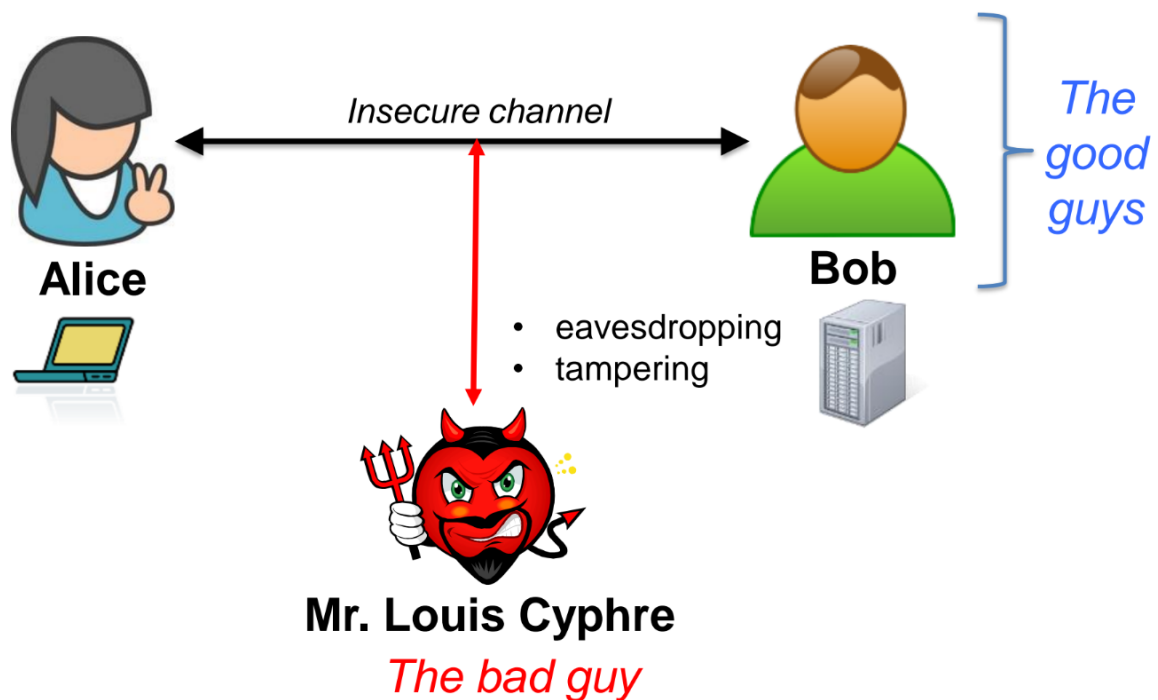 Insecure channel
The
good
guys
Alice
Bob
• eavesdropping
• tampering
Mr. Louis Cyphre
The bad guy